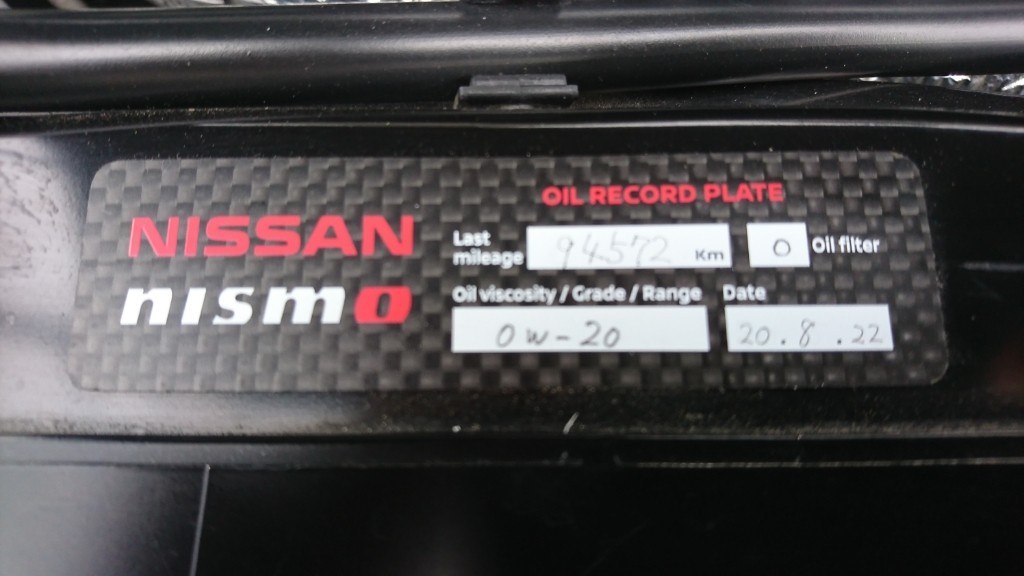 OIL RECORD PLATE
NISSAN
nismo
Last mileage 94572 Km 0 Oil filter
Oil viscosity / Grade / Range Date
0W-20 20.8.22